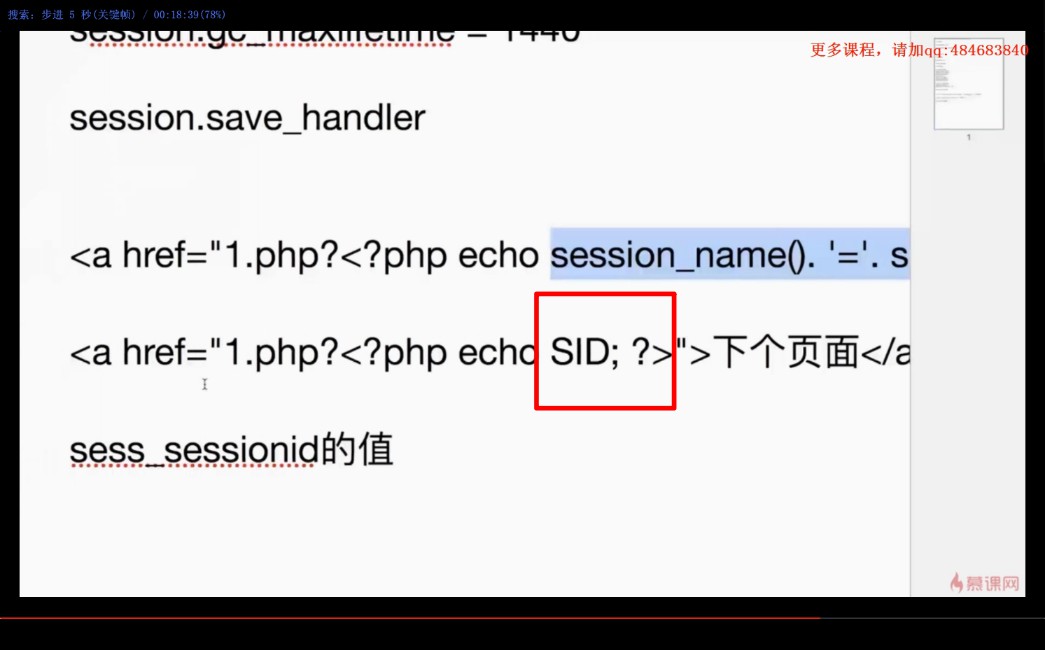 搜索: 步进 5 秒(关键帧) / 00:18:39(78%)
session.gc_maxlifetime = 1440
更多课程，请加qq:484683840
session.save_handler
1
<a href="1.php?<?php echo session_name(). '='. s
<a href="1.php?<?php echo SID; ?>">下个页面</a
sess_sessionid的值
慕课网